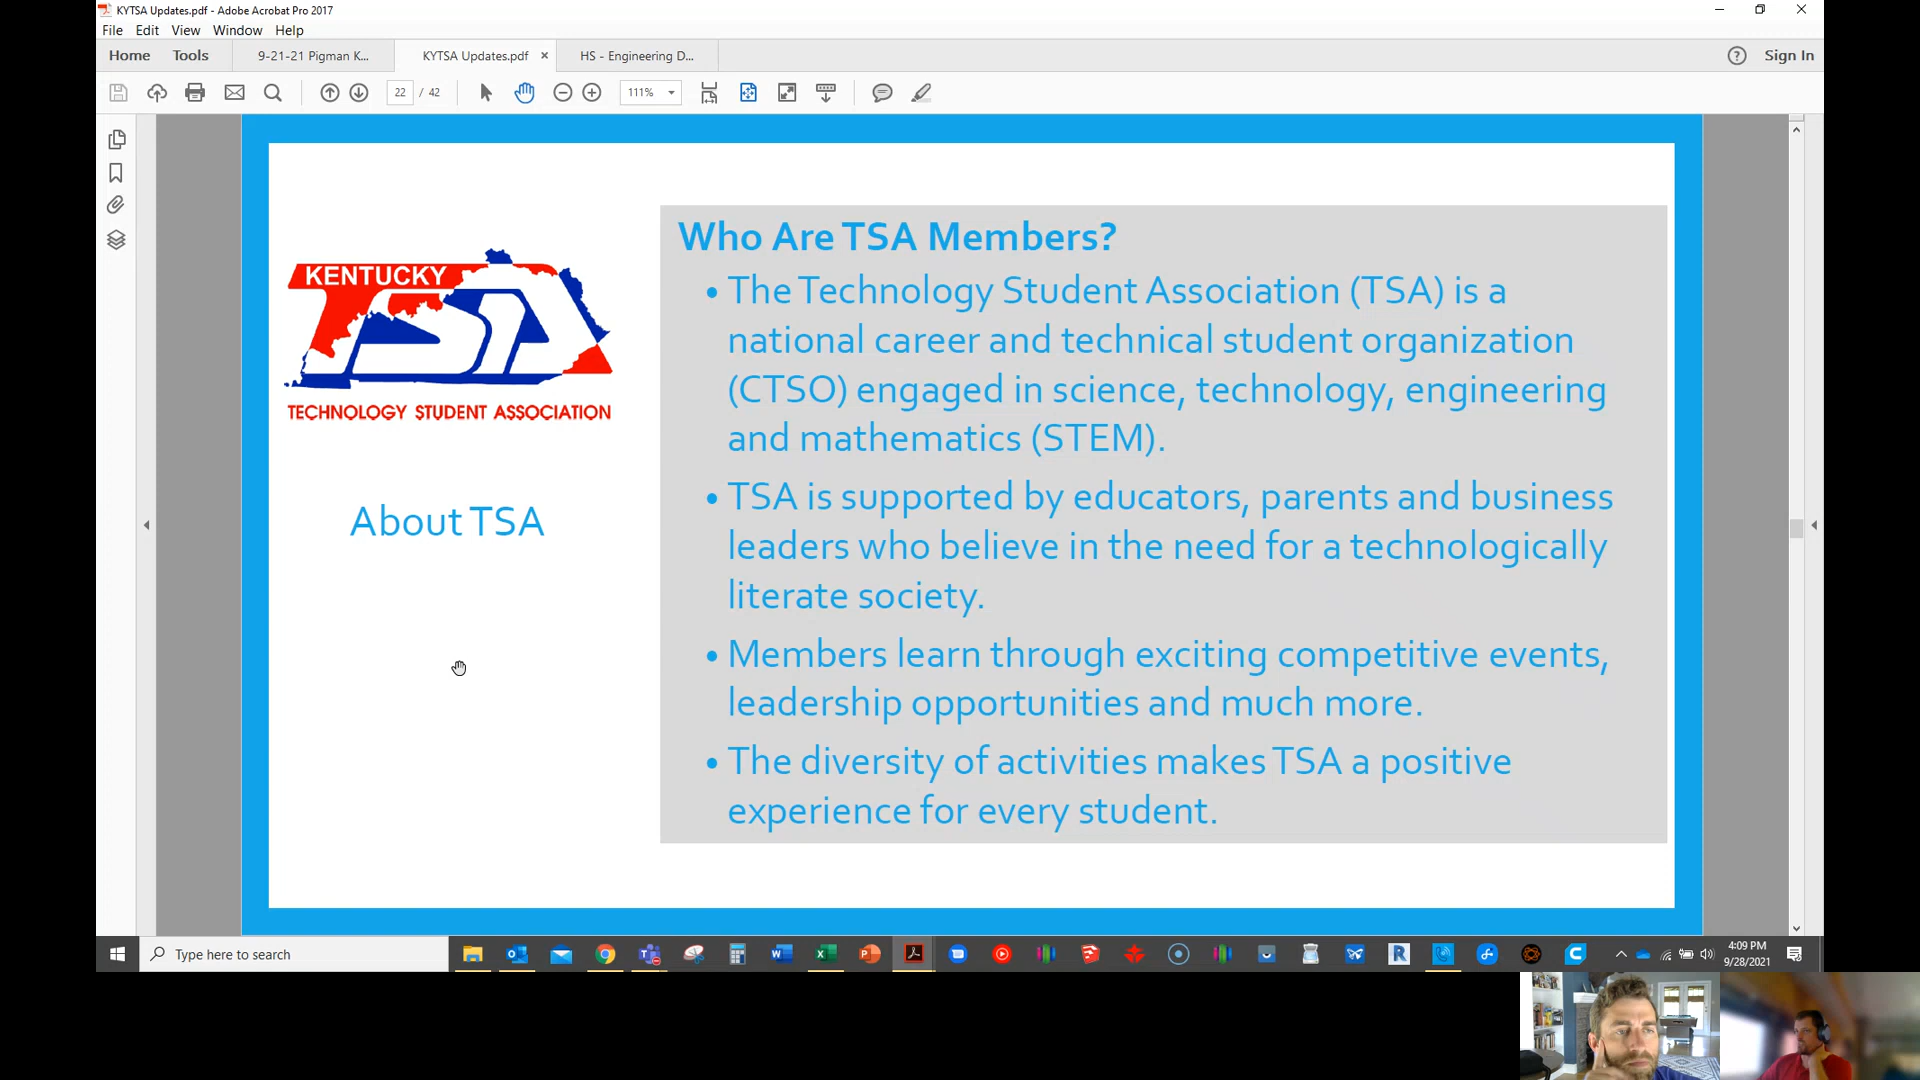 KYTSA Updates.pdf - Adobe Acrobat Pro 2017
File Edit View Window Help
Home Tools 9-21-21 Pigman K... KYTSA Updates.pdf × HS - Engineering D... Sign In
22 / 42 111%
KENTUCKY
TSA
TECHNOLOGY STUDENT ASSOCIATION
About TSA
Who Are TSA Members?
• The Technology Student Association (TSA) is a
national career and technical student organization
(CTSO) engaged in science, technology, engineering
and mathematics (STEM).
• TSA is supported by educators, parents and business
leaders who believe in the need for a technologically
literate society.
• Members learn through exciting competitive events,
leadership opportunities and much more.
• The diversity of activities makes TSA a positive
experience for every student.
Type here to search
4:09 PM
9/28/2021